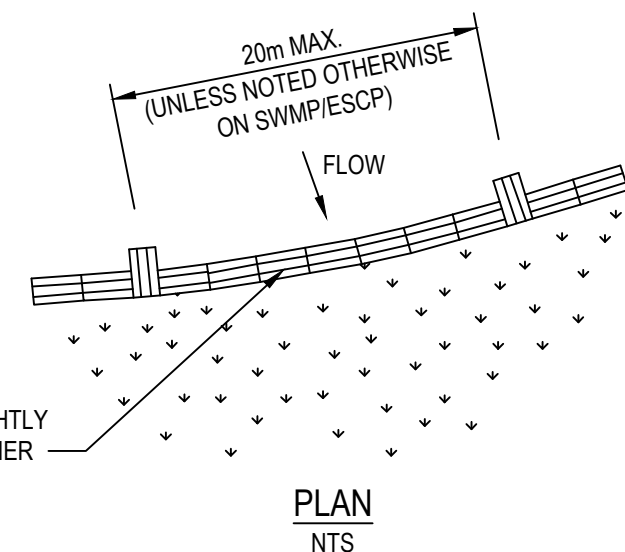 20m MAX.
(UNLESS NOTED OTHERWISE
ON SWMP/ESCP)
FLOW
PLAN
NTS